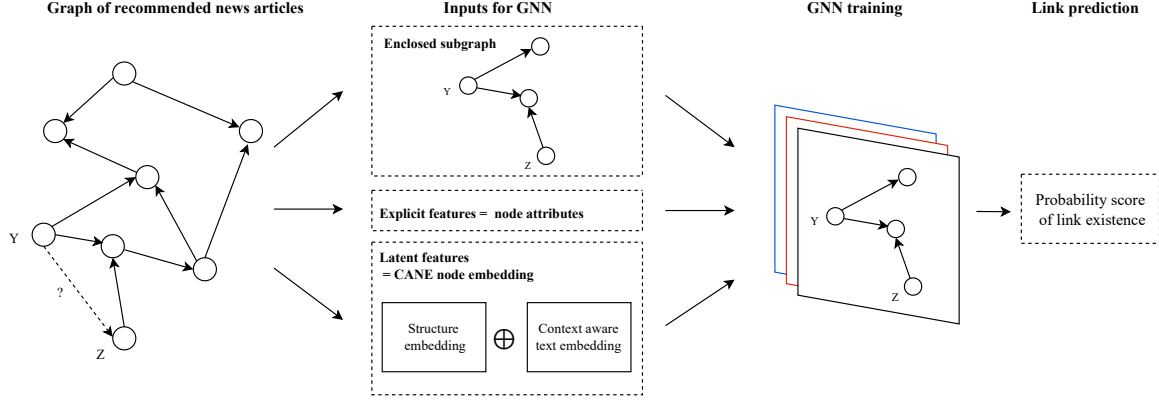 Graph of recommended news articles
Inputs for GNN
GNN training
Link prediction
Y
?
Z
Enclosed subgraph
Y
Z
Explicit features = node attributes
Latent features
= CANE node embedding
Structure
embedding
Context aware
text embedding
Y
Z
Probability score
of link existence